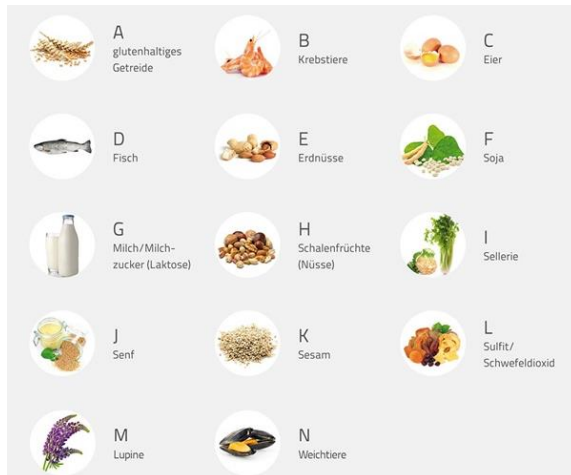 A
glutenhaltiges
Getreide
B
Krebstiere
C
Eier
D
Fisch
E
Erdnüsse
F
Soja
G
Milch/Milch-
zucker (Laktose)
H
Schalenfrüchte
(Nüsse)
I
Sellerie
J
Senf
K
Sesam
L
Sulfit/
Schwefeldioxid
M
Lupine
N
Weichtiere